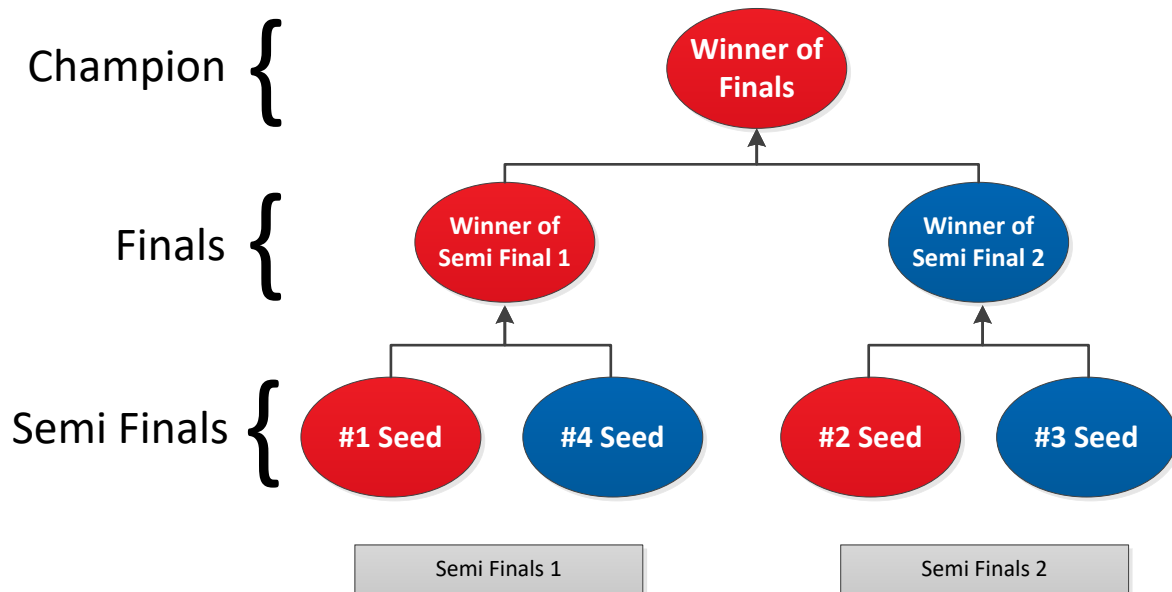 Champion {
Winner of
Finals
Finals {
Winner of
Semi Final 1
Winner of
Semi Final 2
Semi Finals {
#1 Seed
#4 Seed
#2 Seed
#3 Seed
Semi Finals 1
Semi Finals 2